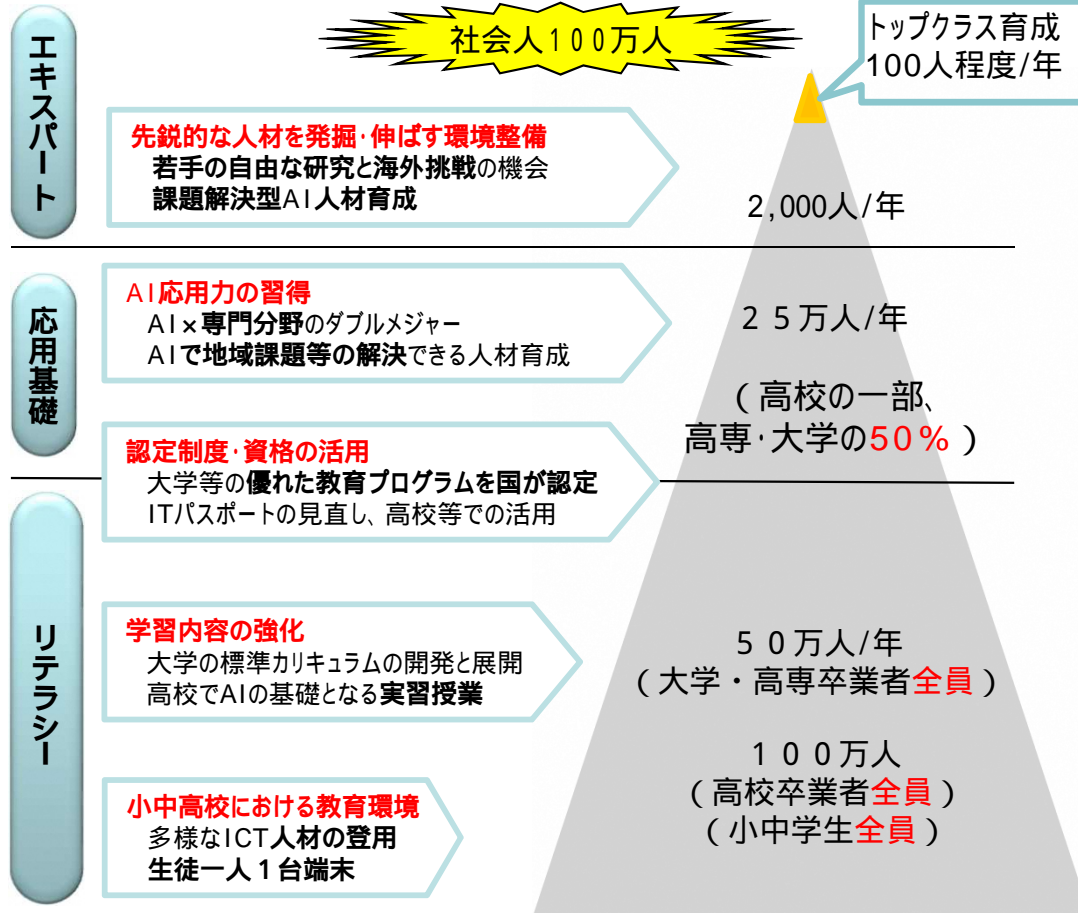 社会人100万人
トップクラス育成
100人程度/年
エキスパート
先鋭的な人材を発掘・伸ばす環境整備
若手の自由な研究と海外挑戦の機会
課題解決型AI人材育成
2,000人/年
応用基礎
AI応用力の習得
AI×専門分野のダブルメジャー
AIで地域課題等の解決できる人材育成
25万人/年
(高校の一部、
高専・大学の50%)
認定制度・資格の活用
大学等の優れた教育プログラムを国が認定
ITパスポートの見直し、高校等での活用
リテラシー
学習内容の強化
大学の標準カリキュラムの開発と展開
高校でAIの基礎となる実習授業
50万人/年
(大学・高専卒業者全員)
小中高校における教育環境
多様なICT人材の登用
生徒一人1台端末
100万人
(高校卒業者全員)
(小中学生全員)